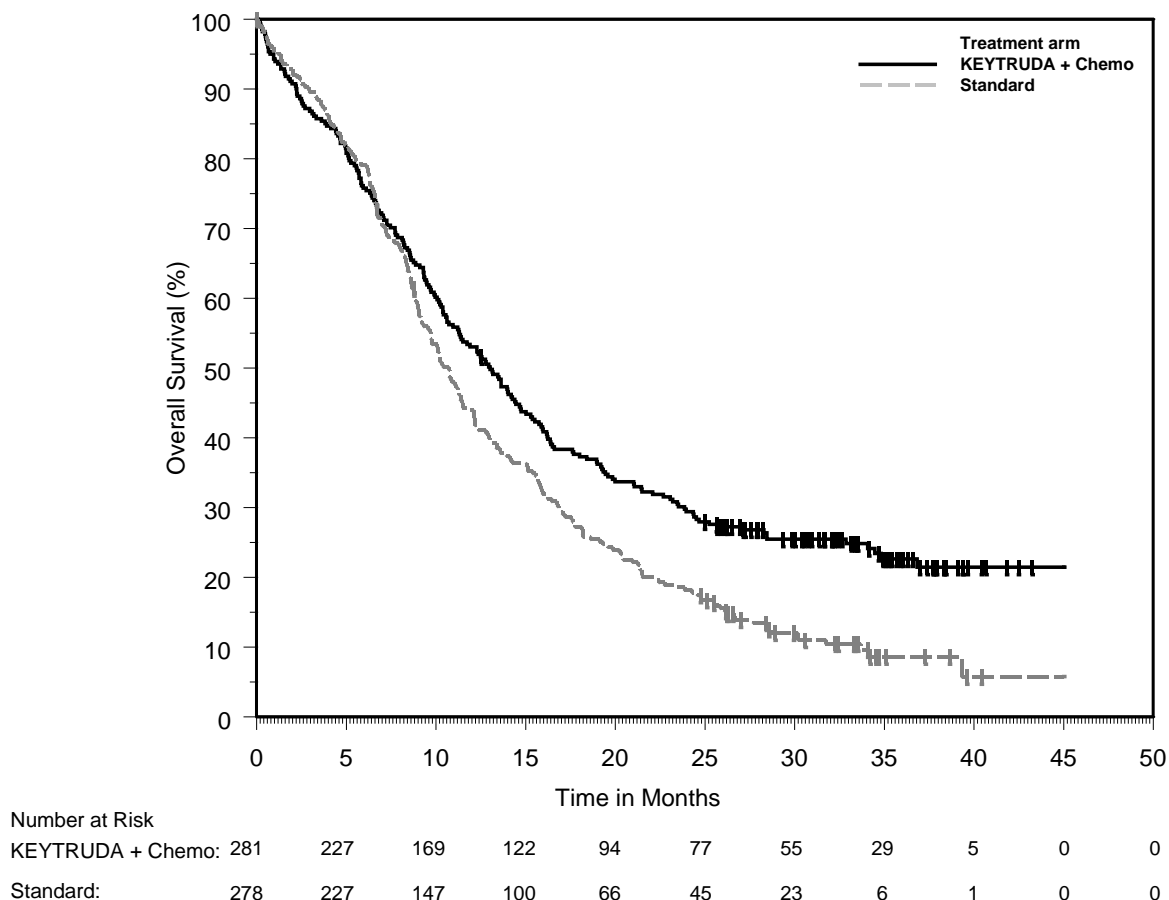 100
90
80
70
60
50
40
30
20
10
0
Overall Survival (%)
Treatment arm
KEYTRUDA + Chemo
Standard
0 5 10 15 20 25 30 35 40 45 50
Time in Months
Number at Risk
KEYTRUDA + Chemo: 281 227 169 122 94 77 55 29 5 0 0
Standard: 278 227 147 100 66 45 23 6 1 0 0